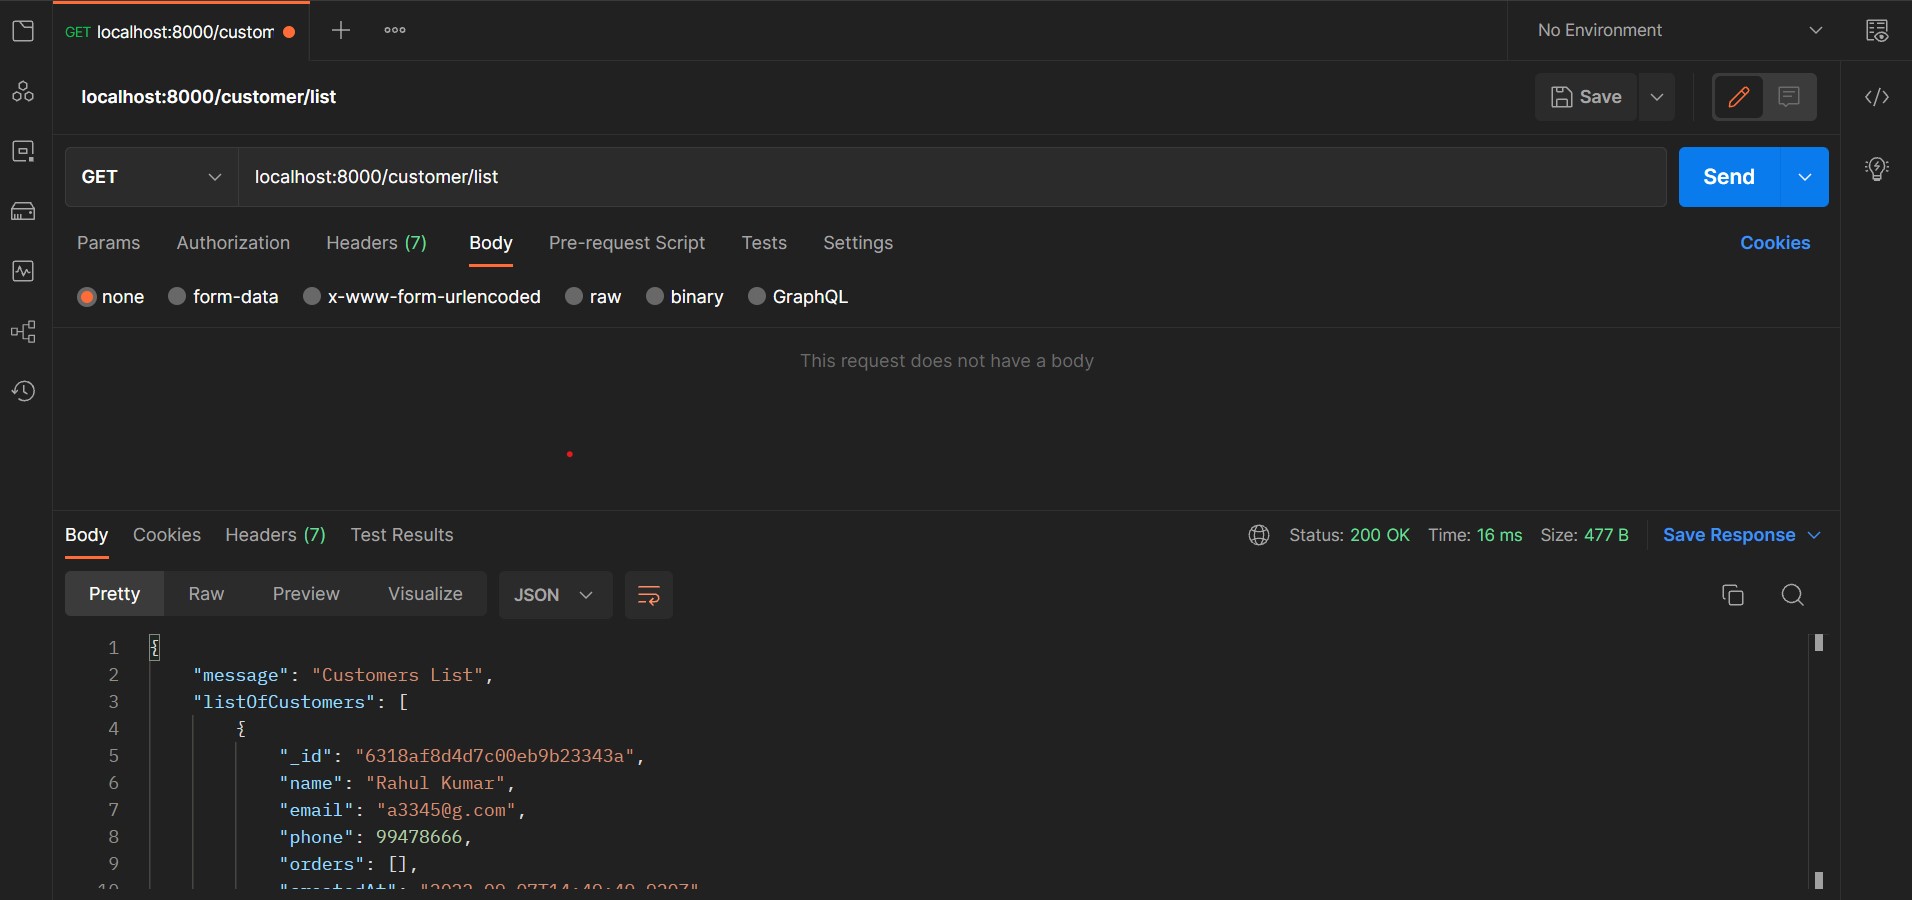 GET localhost:8000/custom
No Environment
localhost:8000/customer/list
Save
GET localhost:8000/customer/list
Send
Params Authorization Headers (7) Body Pre-request Script Tests Settings Cookies
none form-data x-www-form-urlencoded raw binary GraphQL
This request does not have a body
Body Cookies Headers (7) Test Results Status: 200 OK Time: 16 ms Size: 477 B Save Response
Pretty Raw Preview Visualize JSON
1 {
2 "message": "Customers List",
3 "listOfCustomers": [
4 {
5 "_id": "6318af8d4d7c00eb9b23343a",
6 "name": "Rahul Kumar",
7 "email": "a3345@g.com",
8 "phone": 99478666,
9 "orders": [],
10 "createdAt":